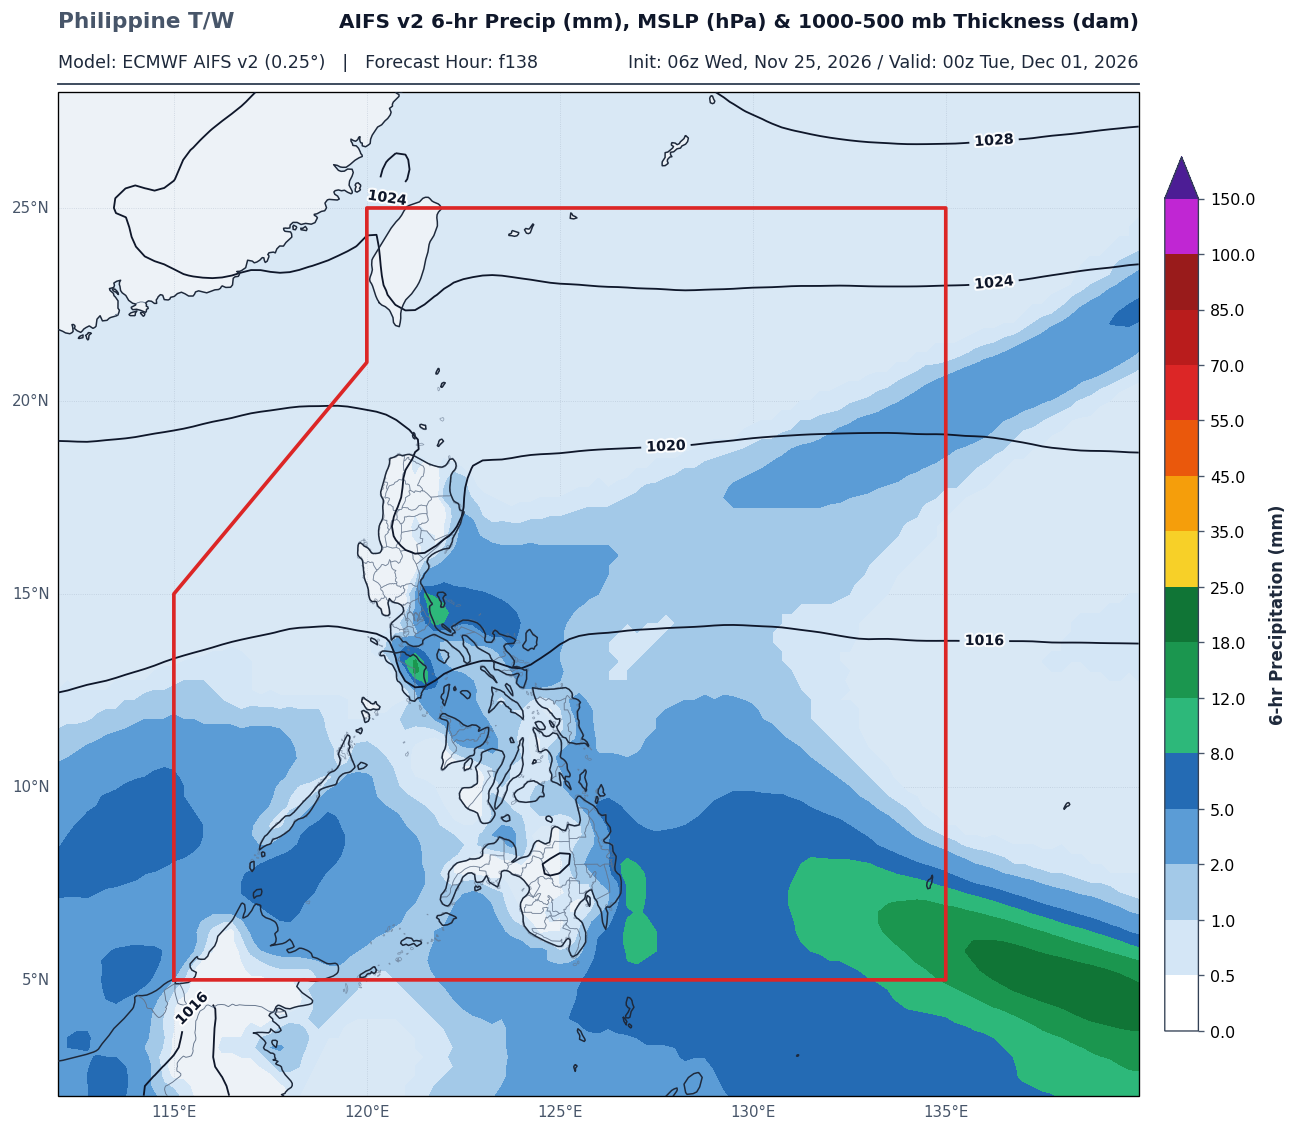 Philippine T/W
AIFS v2 6-hr Precip (mm), MSLP (hPa) & 1000-500 mb Thickness (dam)
Model: ECMWF AIFS v2 (0.25°)   |   Forecast Hour: f138
Init: 06z Wed, Nov 25, 2026 / Valid: 00z Tue, Dec 01, 2026
1028
1024
1024
1020
1016
1016
25°N
20°N
15°N
10°N
5°N
115°E
120°E
125°E
130°E
135°E
150.0
100.0
85.0
70.0
55.0
45.0
35.0
25.0
18.0
12.0
8.0
5.0
2.0
1.0
0.5
0.0
6-hr Precipitation (mm)